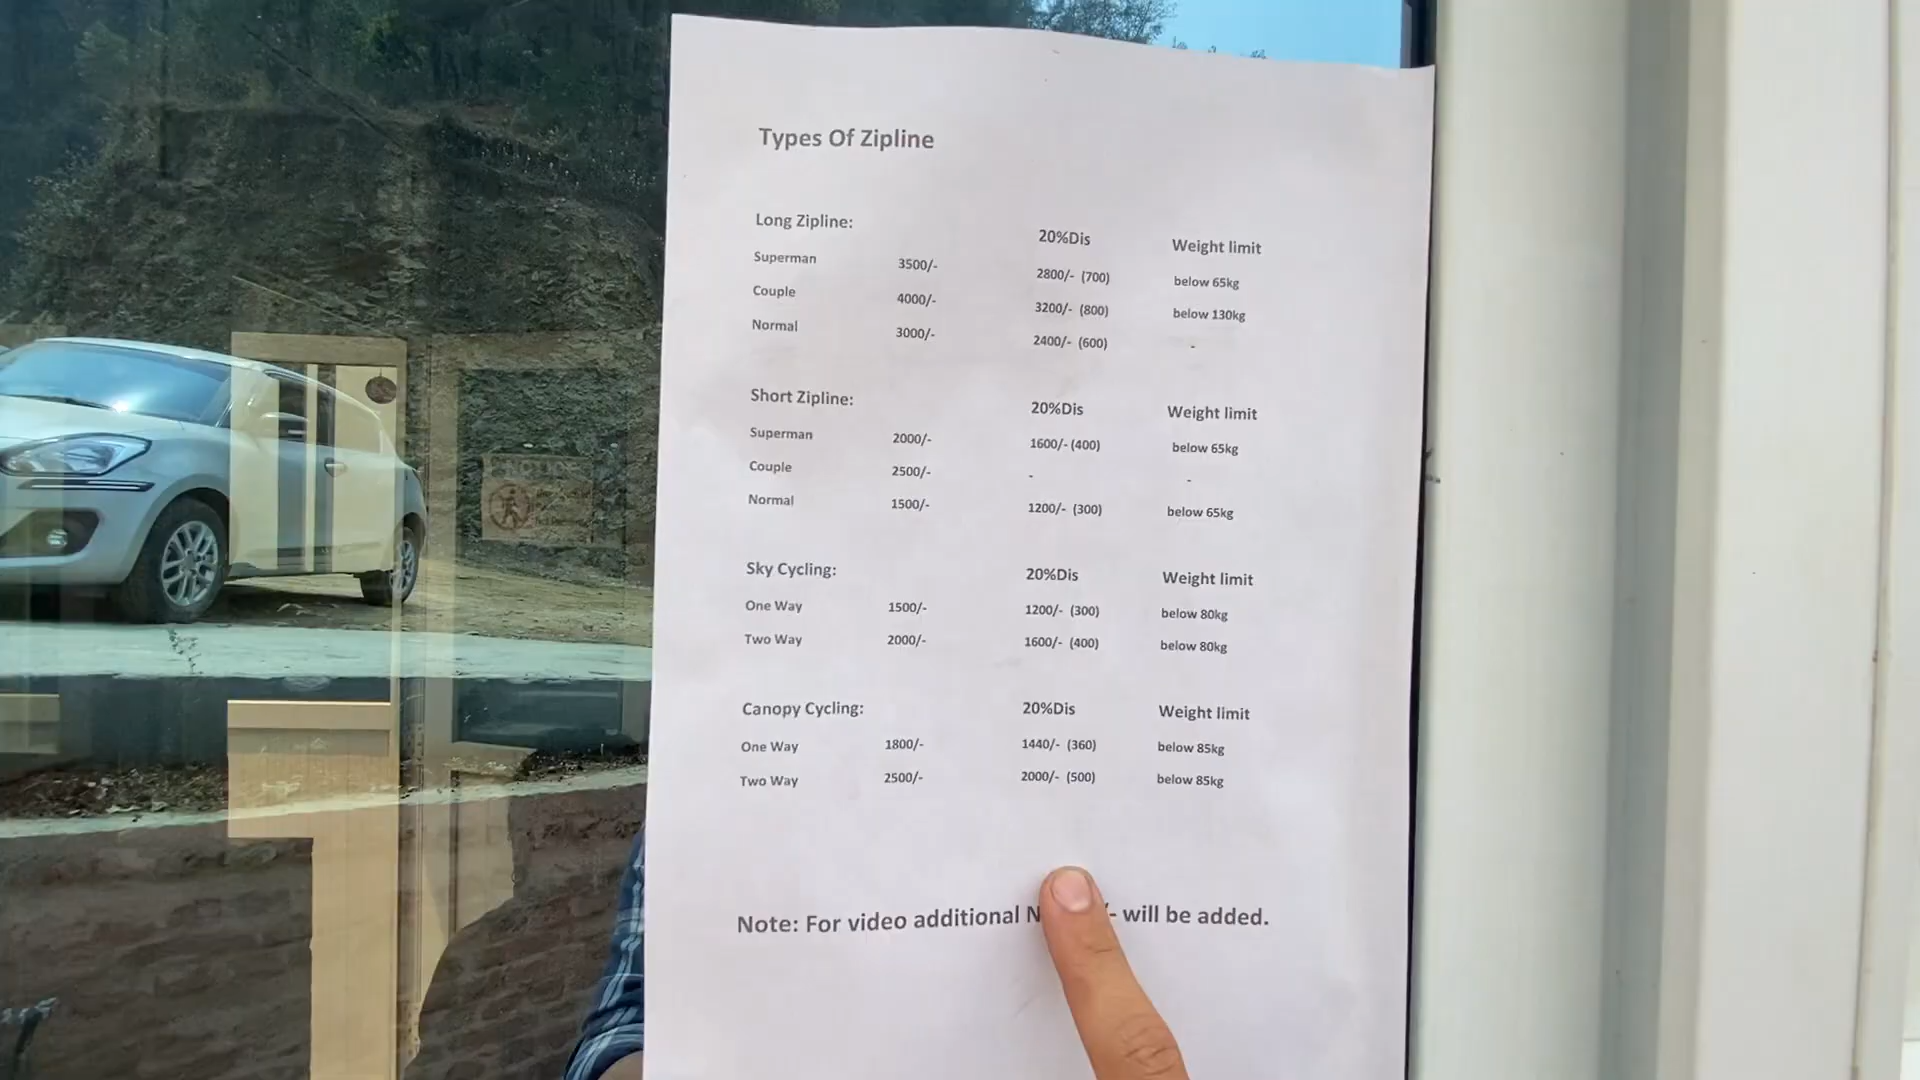 Types Of Zipline
Long Zipline: 20%Dis Weight limit
Superman 3500/- 2800/- (700) below 65kg
Couple 4000/- 3200/- (800) below 130kg
Normal 3000/- 2400/- (600) -
Short Zipline: 20%Dis Weight limit
Superman 2000/- 1600/- (400) below 65kg
Couple 2500/- - -
Normal 1500/- 1200/- (300) below 65kg
Sky Cycling: 20%Dis Weight limit
One Way 1500/- 1200/- (300) below 80kg
Two Way 2000/- 1600/- (400) below 80kg
Canopy Cycling: 20%Dis Weight limit
One Way 1800/- 1440/- (360) below 85kg
Two Way 2500/- 2000/- (500) below 85kg
Note: For video additional will be added.
NOTICE